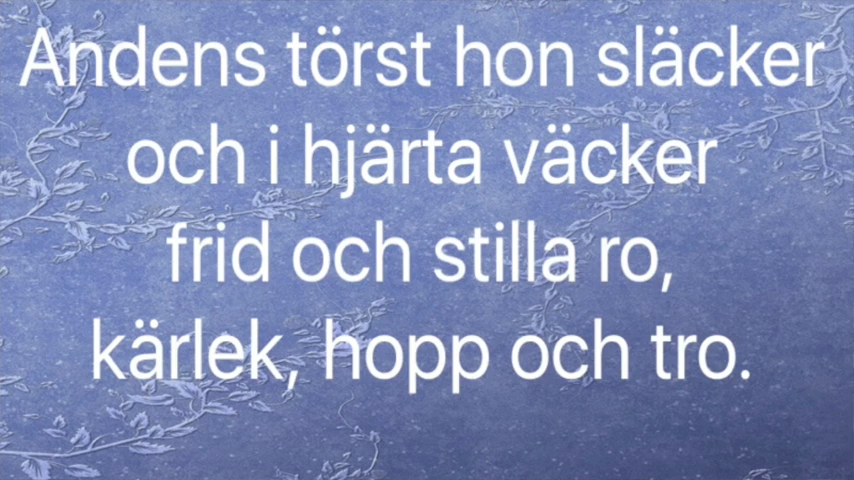 Andens törst hon släcker
och i hjärta väcker
frid och stilla ro,
kärlek, hopp och tro.